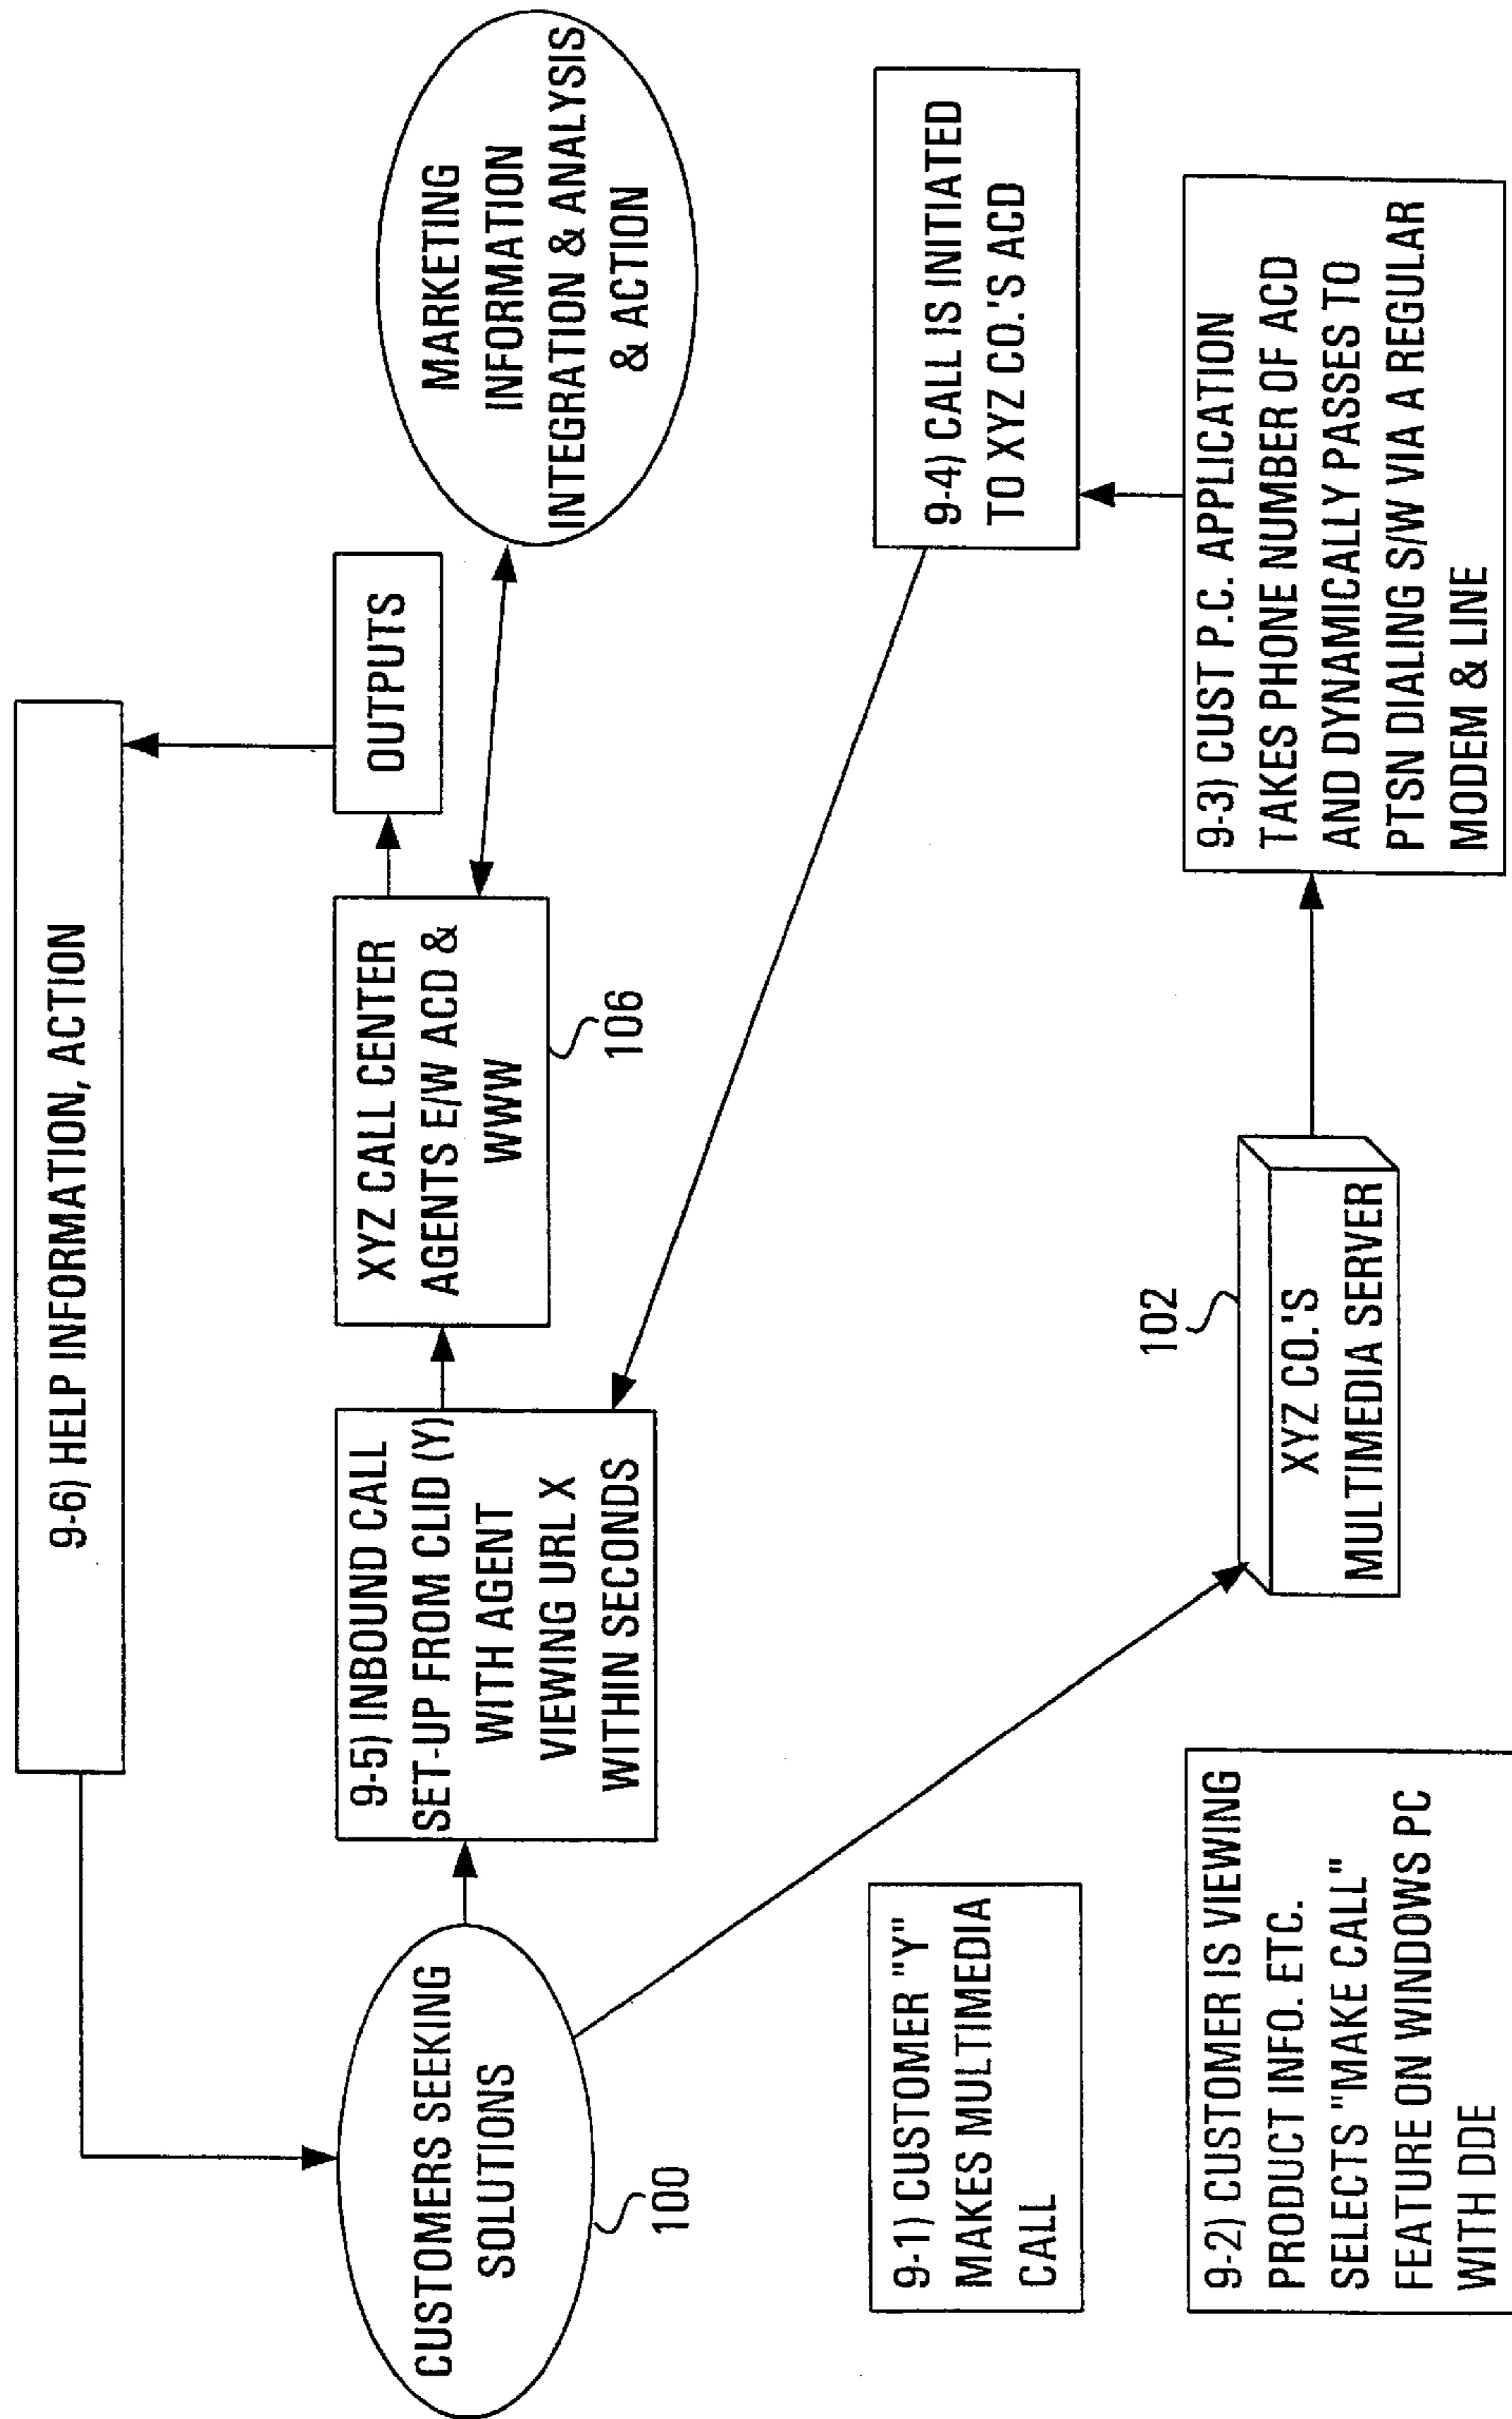 9-6) HELP INFORMATION, ACTION
CUSTOMERS SEEKING
SOLUTIONS
100
9-5) INBOUND CALL
SET-UP FROM CLID (Y)
WITH AGENT
VIEWING URL X
WITHIN SECONDS
XYZ CALL CENTER
AGENTS E/W ACD &
WWW
106
OUTPUTS
MARKETING
INFORMATION
INTEGRATION & ANALYSIS
& ACTION
9-1) CUSTOMER "Y"
MAKES MULTIMEDIA
CALL
9-4) CALL IS INITIATED
TO XYZ CO.'S ACD
9-2) CUSTOMER IS VIEWING
PRODUCT INFO. ETC.
SELECTS "MAKE CALL"
FEATURE ON WINDOWS PC
WITH DDE
102
XYZ CO.'S
MULTIMEDIA SERVER
9-3) CUST P.C. APPLICATION
TAKES PHONE NUMBER OF ACD
AND DYNAMICALLY PASSES TO
PTSN DIALING S/W VIA A REGULAR
MODEM & LINE